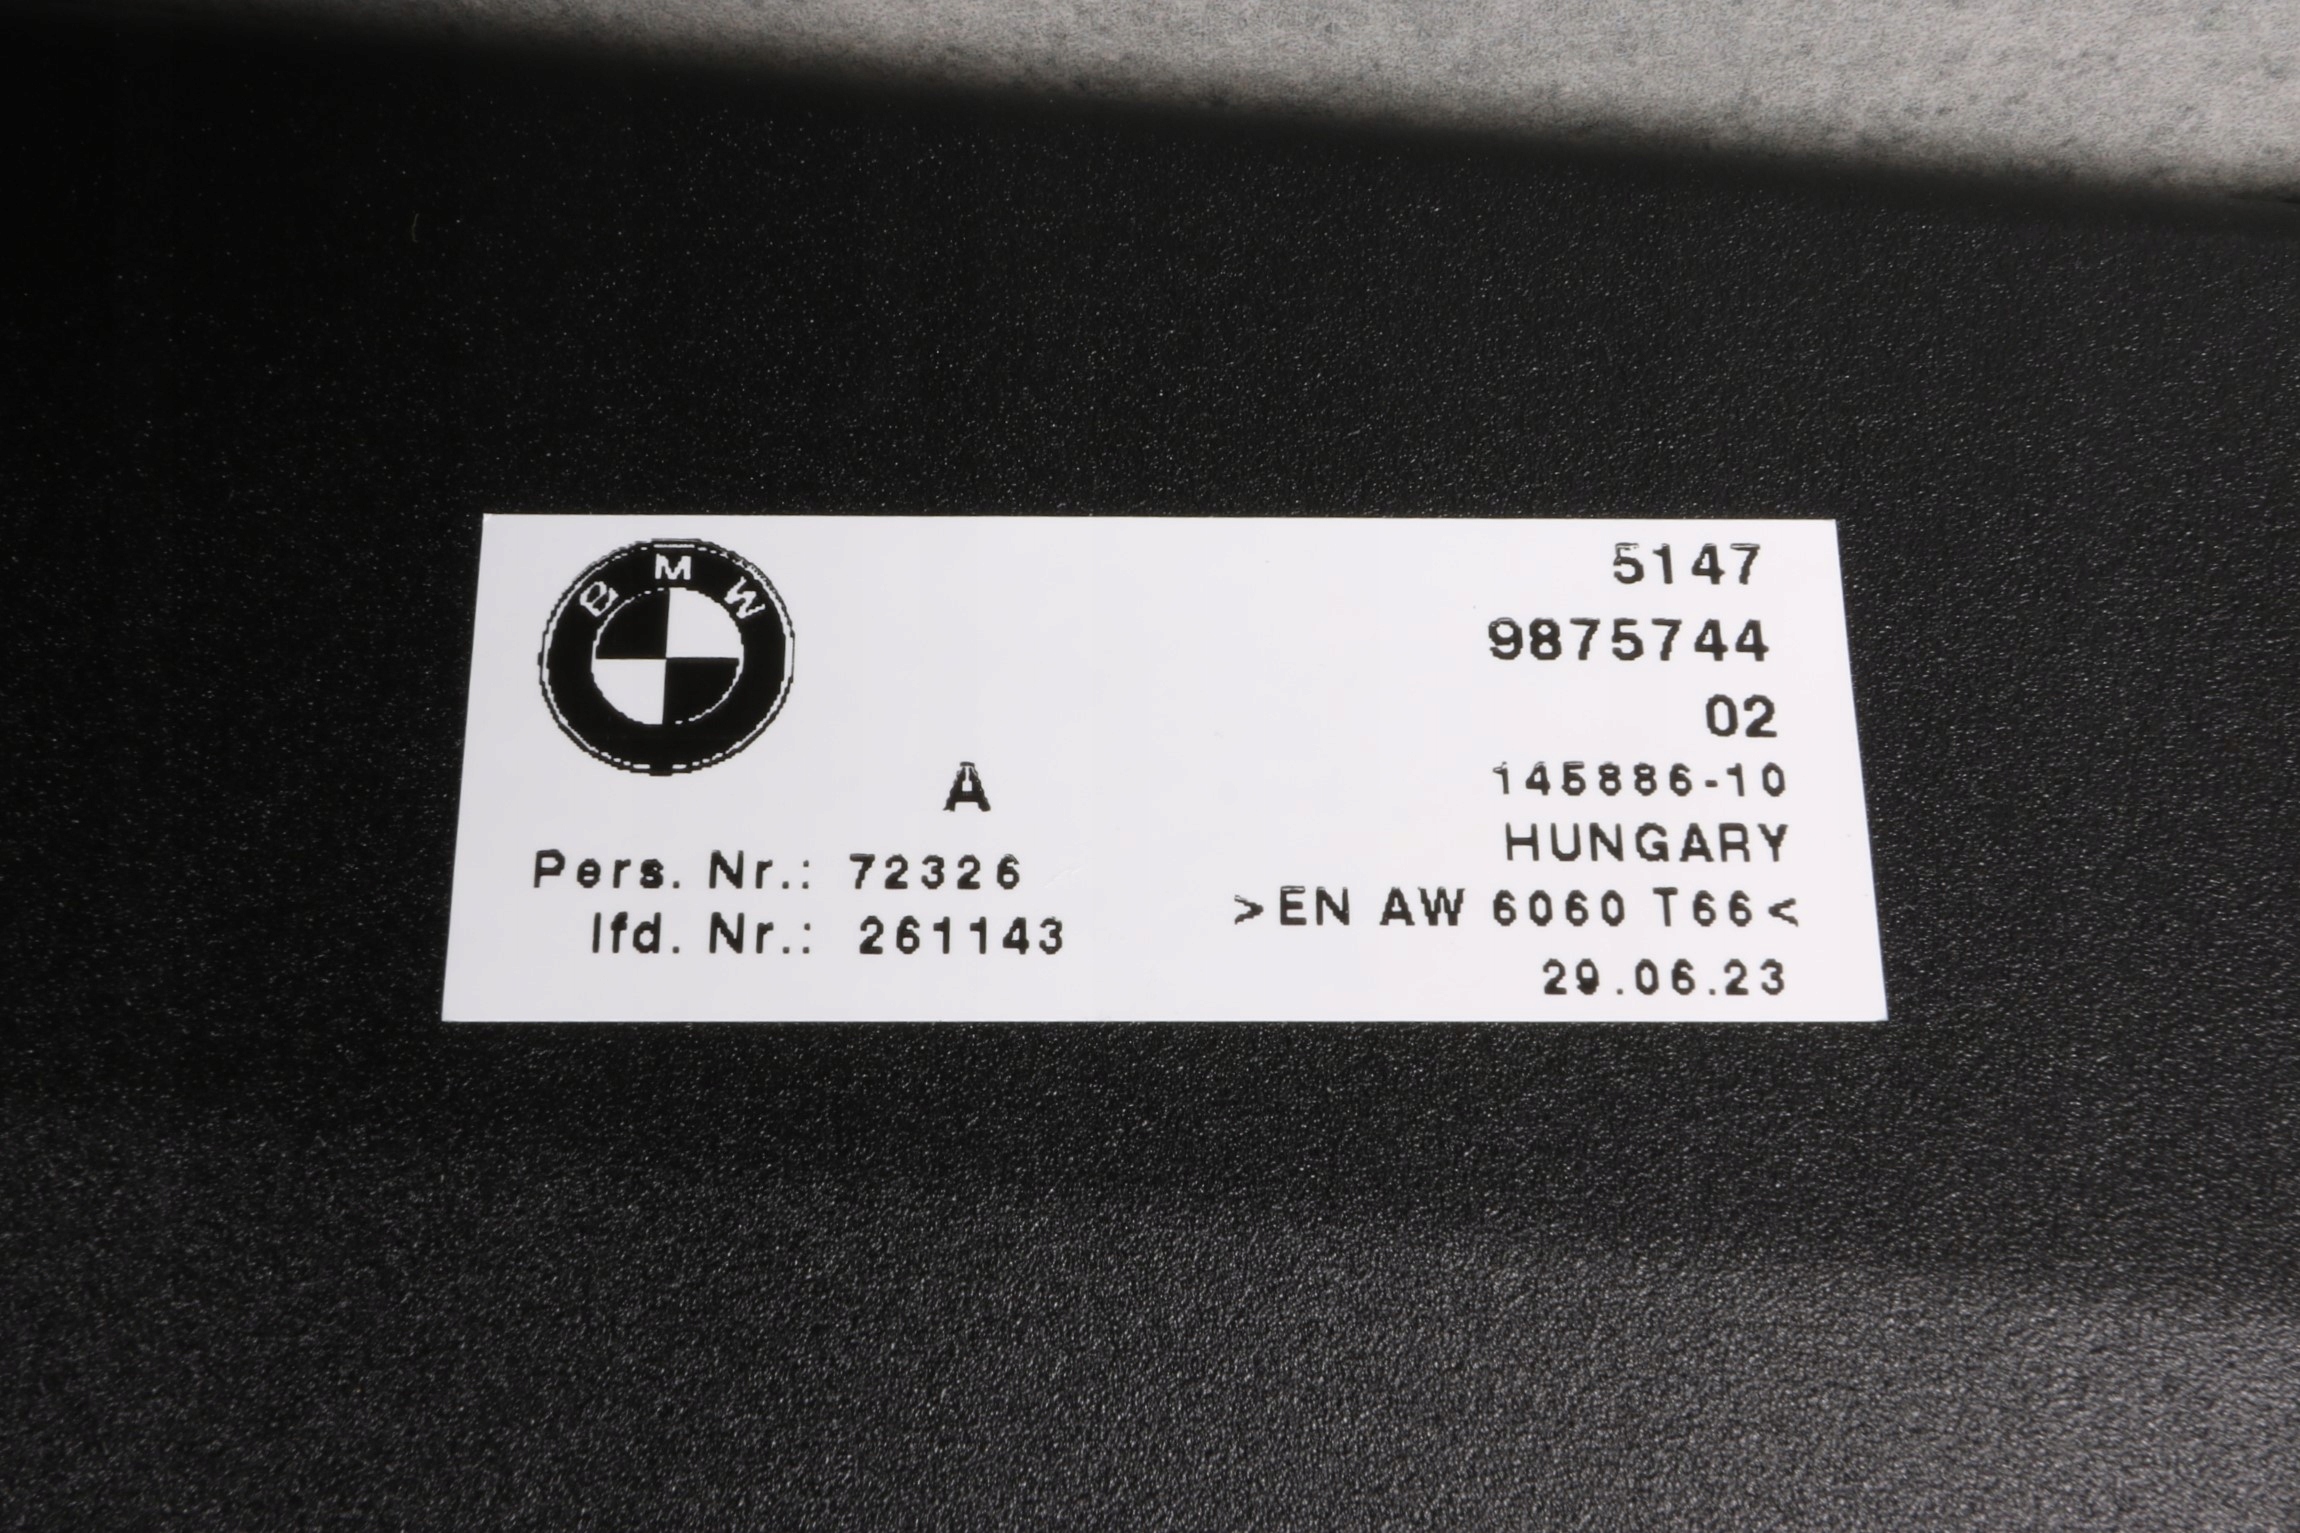 BMW
5147
9875744
02
A
145886-10
HUNGARY
Pers. Nr.: 72326
>EN AW 6060 T66<
lfd. Nr.: 261143
29.06.23